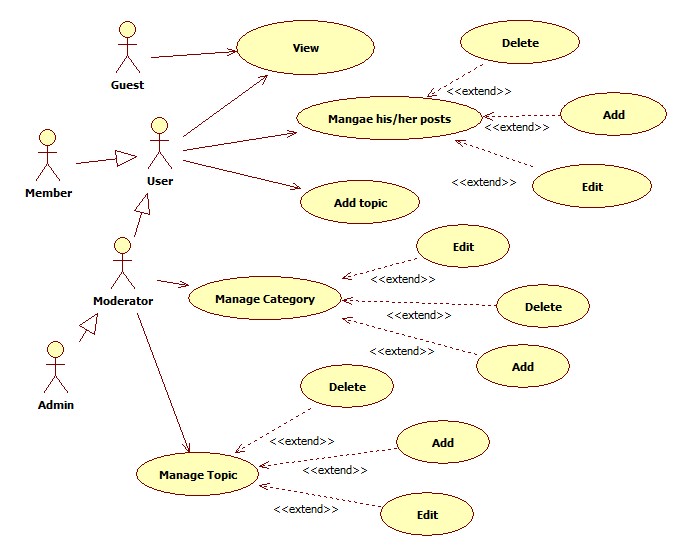 Delete
View
Guest
<<extend>>
Mangae his/her posts
Add
<<extend>>
User
Member
<<extend>>
Edit
Add topic
Edit
<<extend>>
Moderator
Manage Category
Delete
<<extend>>
<<extend>>
Add
Admin
Delete
<<extend>>
Add
<<extend>>
Manage Topic
<<extend>>
Edit